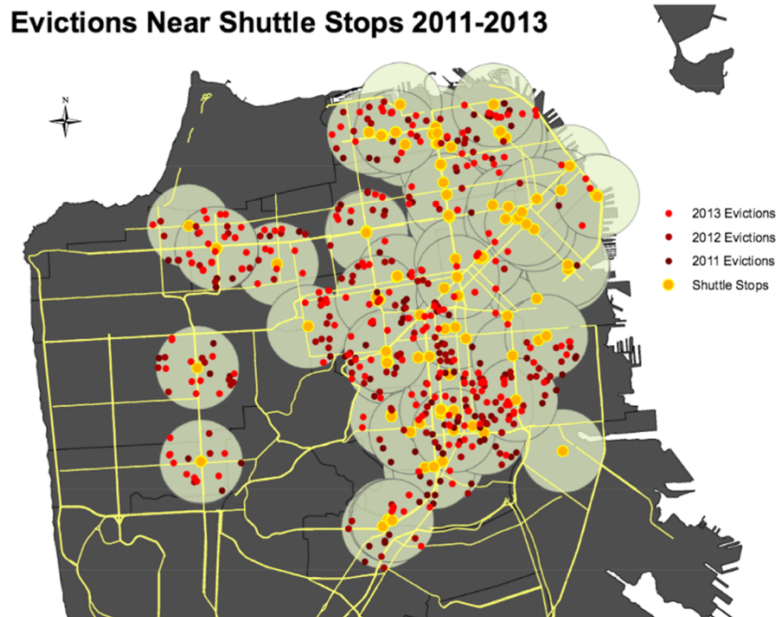 Evictions Near Shuttle Stops 2011-2013
N
2013 Evictions
2012 Evictions
2011 Evictions
Shuttle Stops